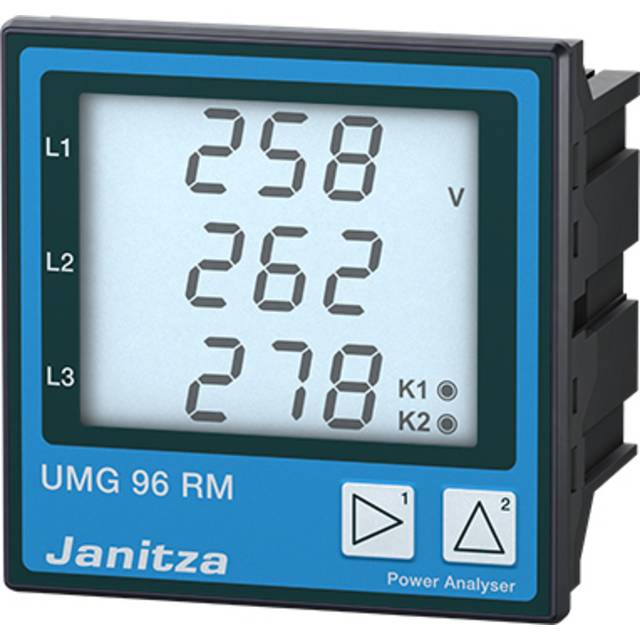 L1 258
V
L2 262
L3 278
K1
K2
UMG 96 RM
1
2
Janitza
Power Analyser